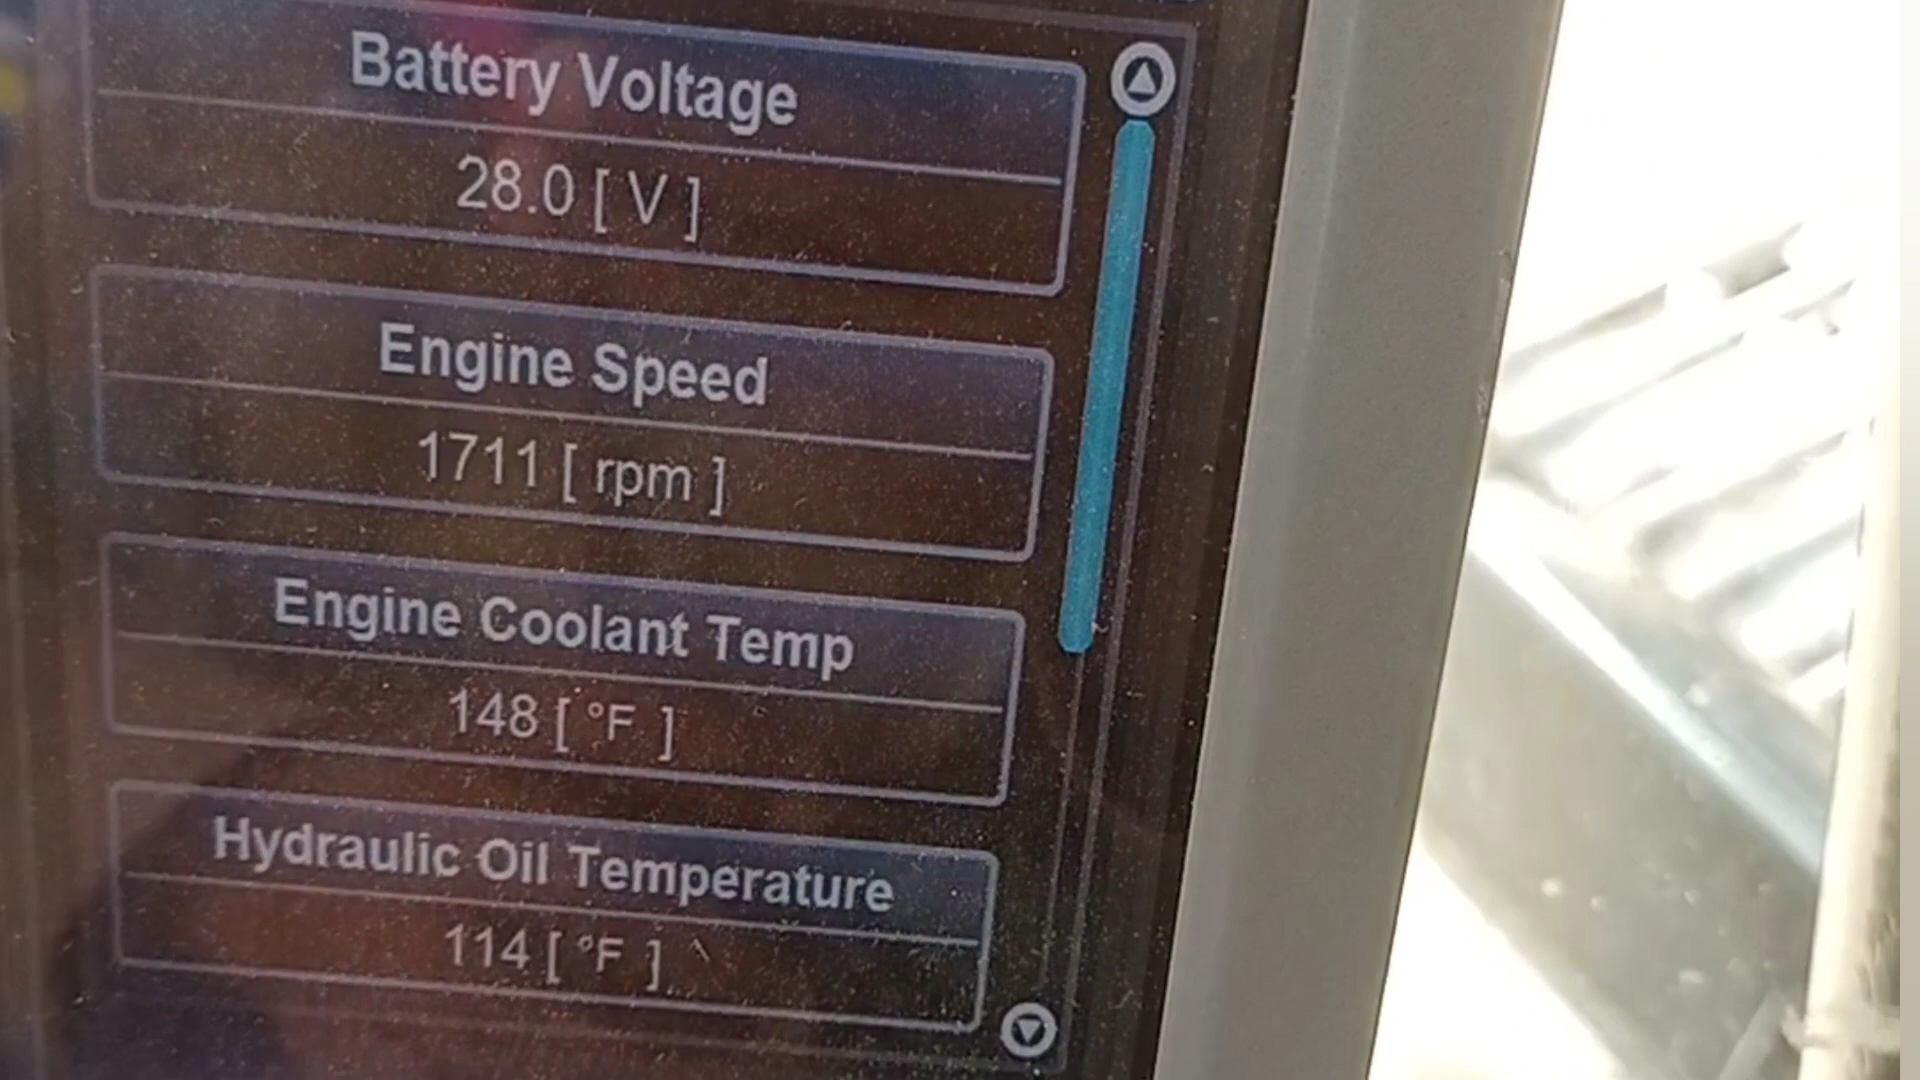 Battery Voltage
28.0 [ V ]
Engine Speed
1711 [ rpm ]
Engine Coolant Temp
148 [ °F ]
Hydraulic Oil Temperature
114 [ °F ]